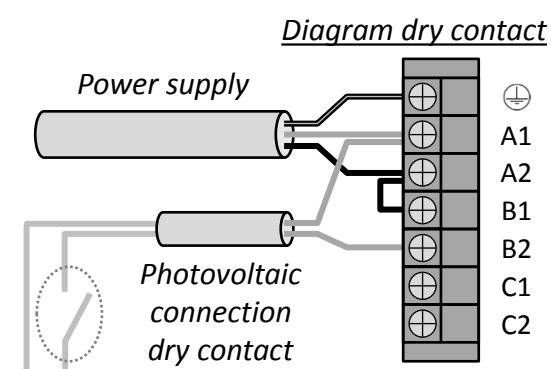 Diagram dry contact
Power supply
A1
A2
B1
B2
C1
C2
Photovoltaic
connection
dry contact